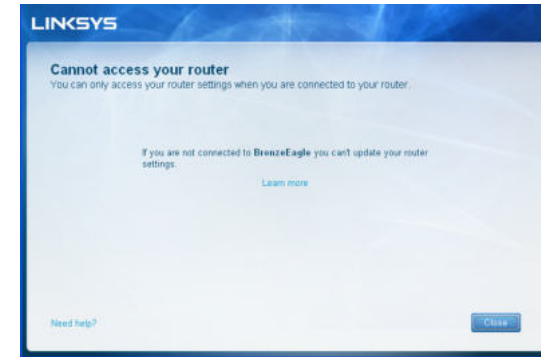 LINKSYS
Cannot access your router
You can only access your router settings when you are connected to your router.
If you are not connected to BronzeEagle you can't update your router
settings.
Learn more
Need help?
Close